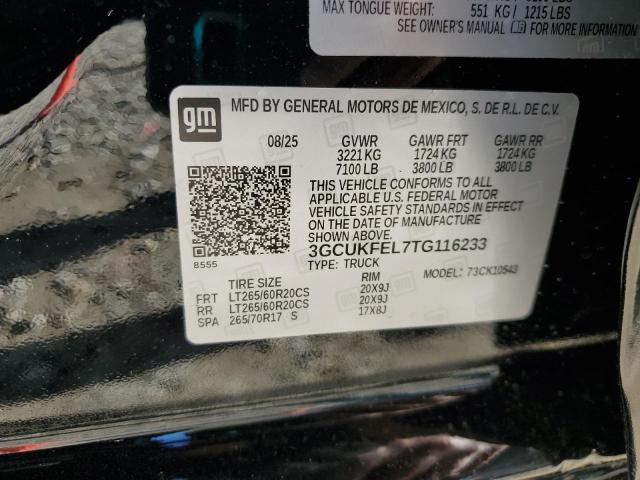 MAX TONGUE WEIGHT: 551 KG / 1215 LBS
SEE OWNER'S MANUAL FOR MORE INFORMATION
gm
MFD BY GENERAL MOTORS DE MEXICO, S. DE R.L. DE C.V.
08/25 GVWR GAWR FRT GAWR RR
3221 KG 1724 KG 1724 KG
7100 LB 3800 LB 3800 LB
THIS VEHICLE CONFORMS TO ALL
APPLICABLE U.S. FEDERAL MOTOR
VEHICLE SAFETY STANDARDS IN EFFECT
ON THE DATE OF MANUFACTURE
SHOWN ABOVE.
3GCUKFEL7TG116233
8555
TYPE: TRUCK MODEL: 73CK10543
TIRE SIZE RIM
FRT LT265/60R20CS 20X9J
RR LT265/60R20CS 20X9J
SPA 265/70R17 S 17X8J